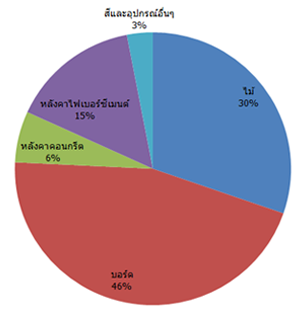 สีและอุปกรณ์อื่นๆ
3%
ไม้
30%
หลังคาไฟเบอร์ซีเมนต์
15%
หลังคาคอนกรีต
6%
บอร์ด
46%